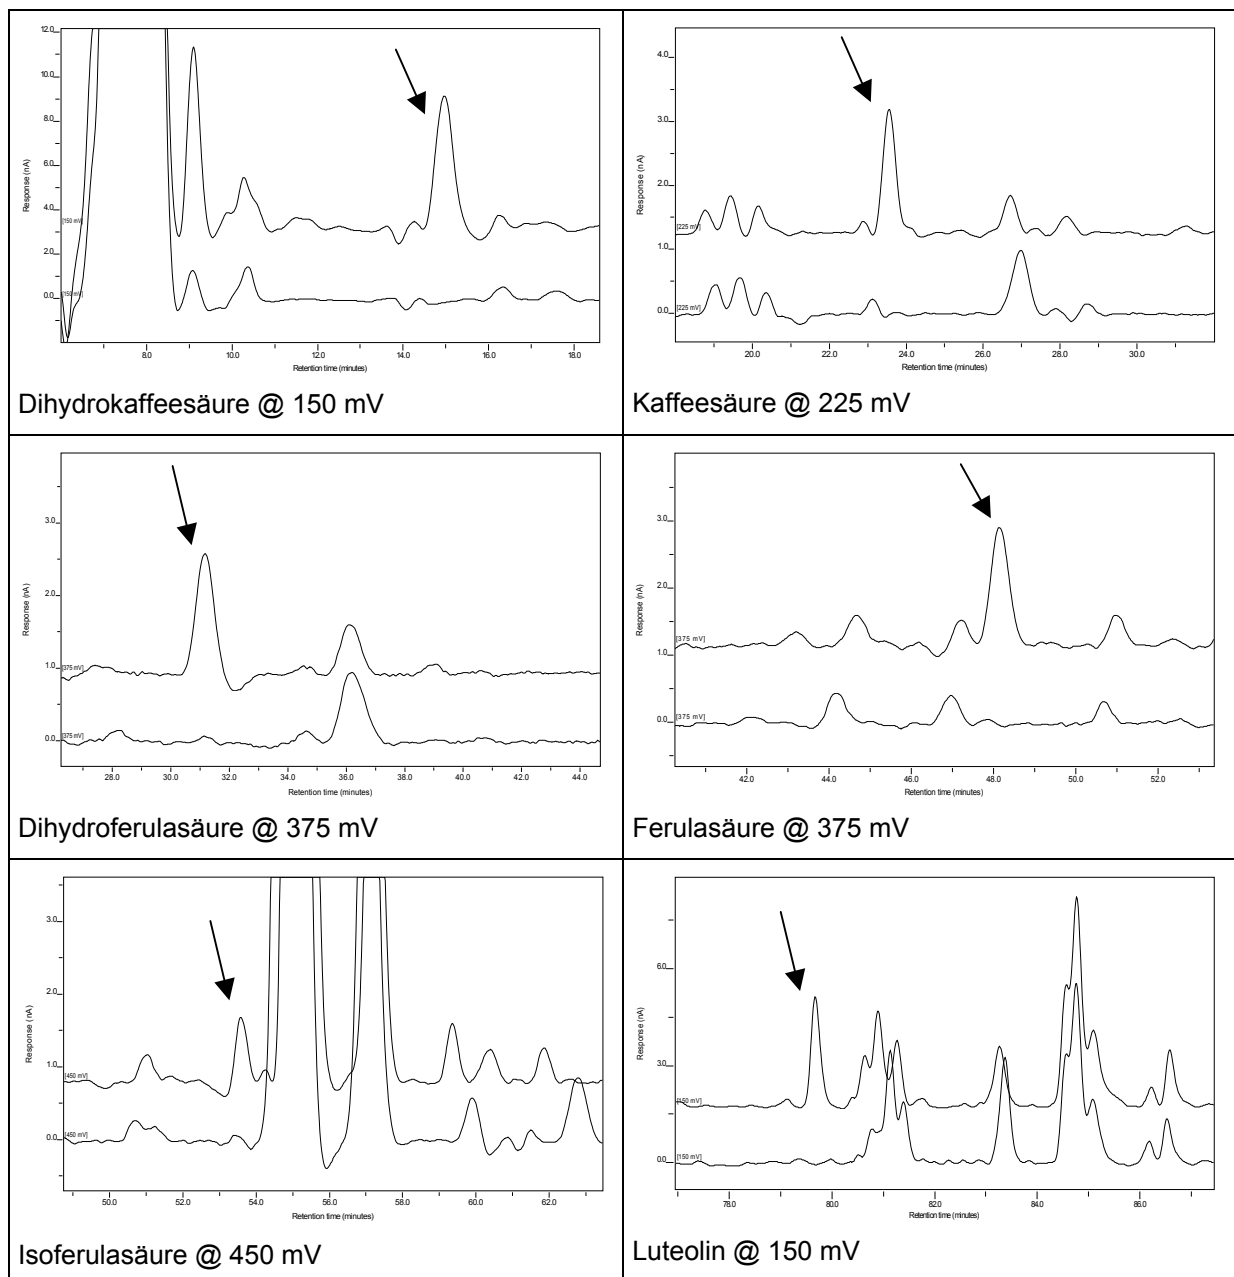 12.0
10.0
8.0
6.0
4.0
2.0
0.0
Response (nA)
[150 mV]
[150 mV]
8.0 10.0 12.0 14.0 16.0 18.0
Retention time (minutes)
Dihydrokaffeesäure @ 150 mV
4.0
3.0
2.0
1.0
0.0
Response (nA)
[225 mV]
[225 mV]
20.0 22.0 24.0 26.0 28.0 30.0
Retention time (minutes)
Kaffeesäure @ 225 mV
3.0
2.0
1.0
0.0
Response (nA)
[375 mV]
[375 mV]
28.0 30.0 32.0 34.0 36.0 38.0 40.0 42.0 44.0
Retention time (minutes)
Dihydroferulasäure @ 375 mV
3.0
2.0
1.0
0.0
Response (nA)
[375 mV]
[375 mV]
42.0 44.0 46.0 48.0 50.0 52.0
Retention time (minutes)
Ferulasäure @ 375 mV
3.0
2.0
1.0
0.0
Response (nA)
[450 mV]
[450 mV]
50.0 52.0 54.0 56.0 58.0 60.0 62.0
Retention time (minutes)
Isoferulasäure @ 450 mV
6.0
3.0
0.0
Response (nA)
[150 mV]
[150 mV]
78.0 80.0 82.0 84.0 86.0
Retention time (minutes)
Luteolin @ 150 mV